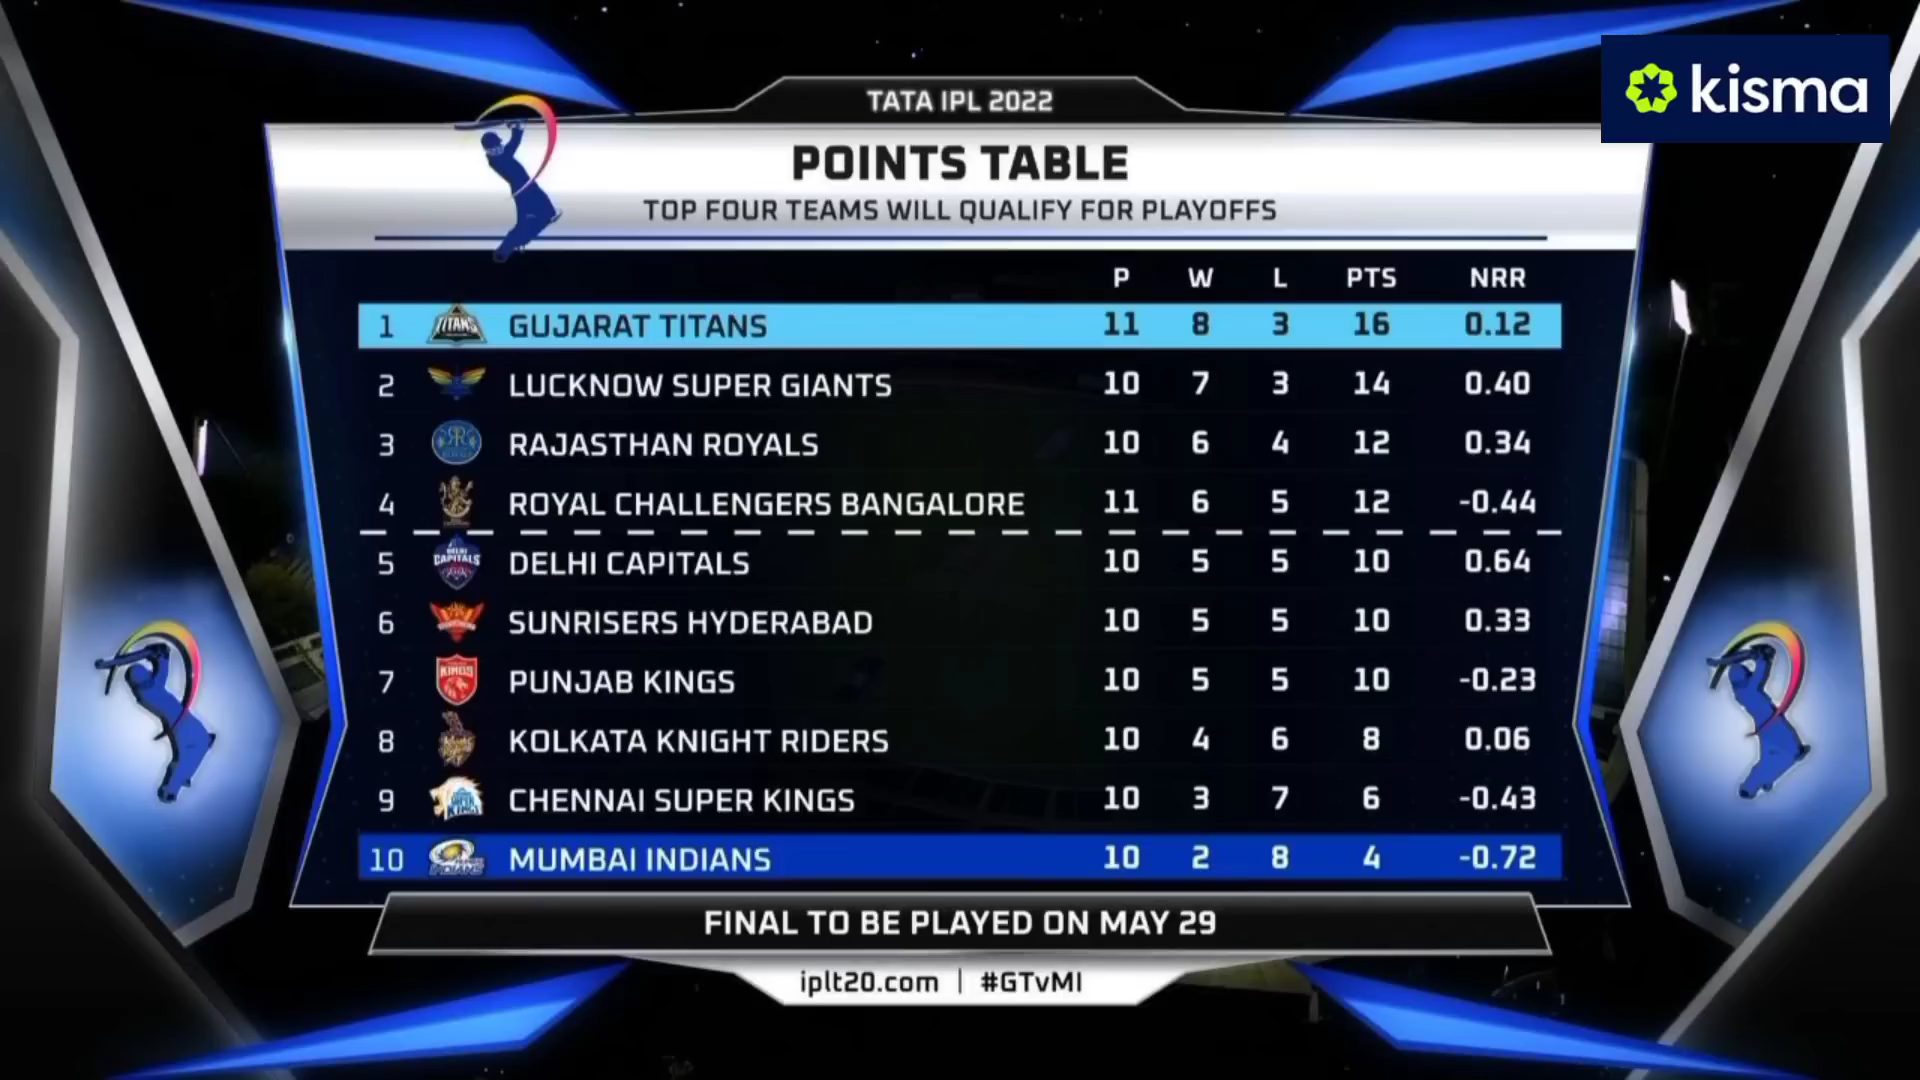 kisma
TATA IPL 2022
POINTS TABLE
TOP FOUR TEAMS WILL QUALIFY FOR PLAYOFFS
P W L PTS NRR
1 TITANS GUJARAT TITANS 11 8 3 16 0.12
2 LUCKNOW SUPER GIANTS 10 7 3 14 0.40
3 RR RAJASTHAN ROYALS 10 6 4 12 0.34
4 ROYAL CHALLENGERS BANGALORE 11 6 5 12 -0.44
5 DELHI CAPITALS DELHI CAPITALS 10 5 5 10 0.64
6 SUNRISERS HYDERABAD 10 5 5 10 0.33
7 KINGS PUNJAB KINGS 10 5 5 10 -0.23
8 KOLKATA KNIGHT RIDERS 10 4 6 8 0.06
9 CHENNAI SUPER KINGS 10 3 7 6 -0.43
10 INDIANS MUMBAI INDIANS 10 2 8 4 -0.72
FINAL TO BE PLAYED ON MAY 29
iplt20.com | #GTvMI